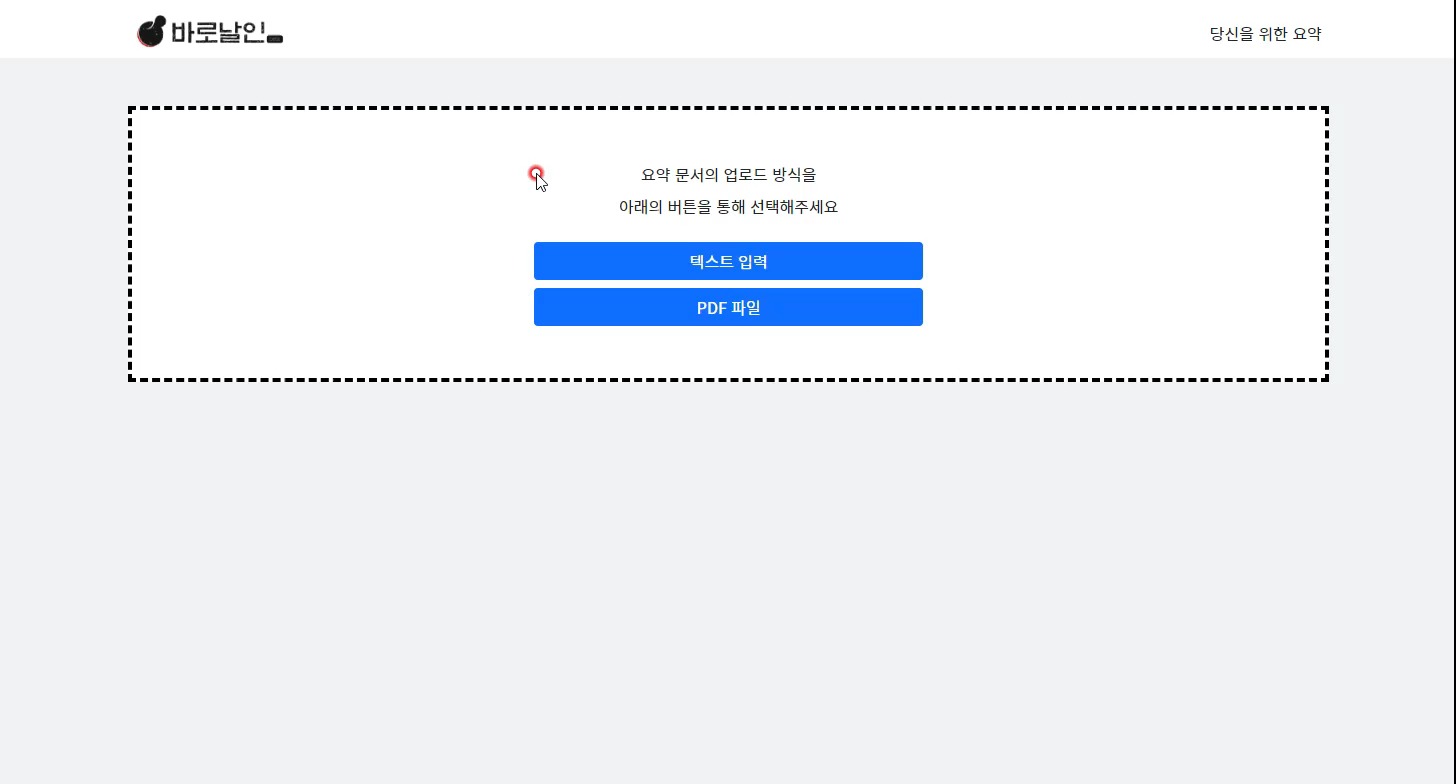 바로날인
당신을 위한 요약
요약 문서의 업로드 방식을
아래의 버튼을 통해 선택해주세요
텍스트 입력
PDF 파일